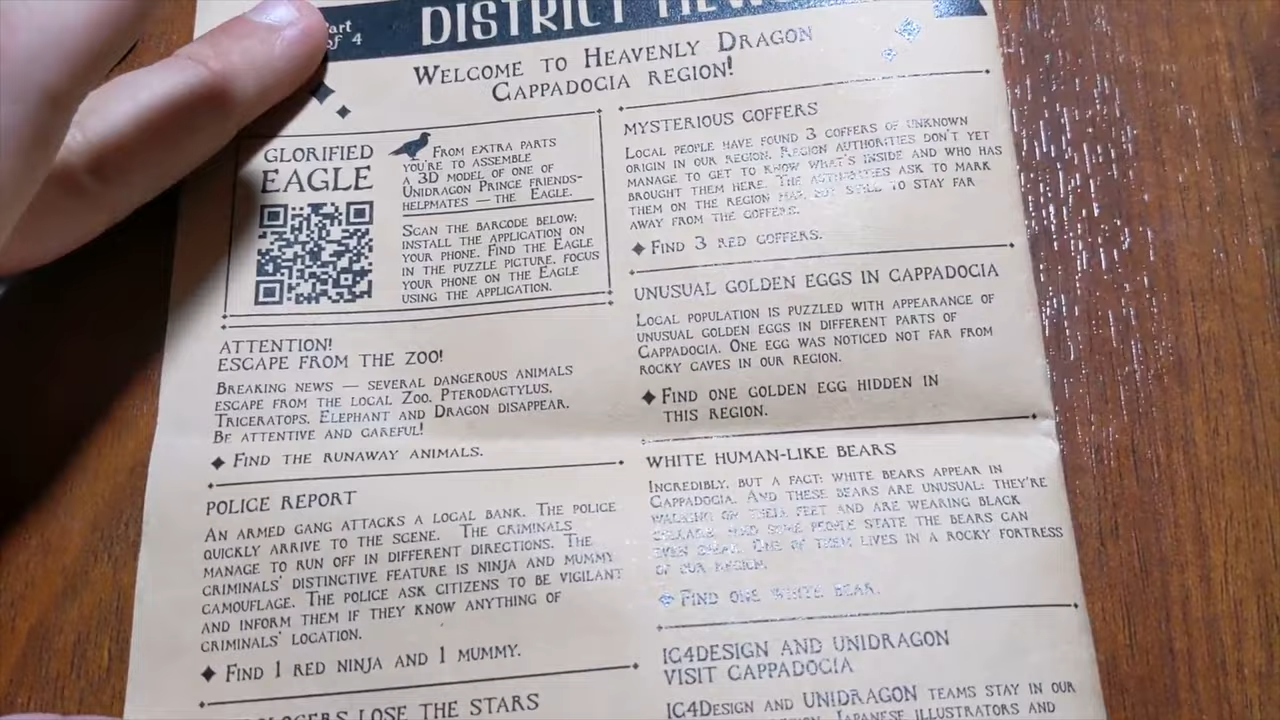 art
of 4
DISTRICT NEWS
WELCOME TO HEAVENLY DRAGON
CAPPADOCIA REGION!
GLORIFIED
EAGLE
FROM EXTRA PARTS
YOU'RE TO ASSEMBLE
A 3D MODEL OF ONE OF
UNIDRAGON PRINCE FRIENDS-
HELPMATES — THE EAGLE.
SCAN THE BARCODE BELOW;
INSTALL THE APPLICATION ON
YOUR PHONE. FIND THE EAGLE
IN THE PUZZLE PICTURE, FOCUS
YOUR PHONE ON THE EAGLE
USING THE APPLICATION.
ATTENTION!
ESCAPE FROM THE ZOO!
BREAKING NEWS — SEVERAL DANGEROUS ANIMALS
ESCAPE FROM THE LOCAL ZOO. PTERODACTYLUS,
TRICERATOPS, ELEPHANT AND DRAGON DISAPPEAR.
BE ATTENTIVE AND CAREFUL!
FIND THE RUNAWAY ANIMALS.
POLICE REPORT
AN ARMED GANG ATTACKS A LOCAL BANK. THE POLICE
QUICKLY ARRIVE TO THE SCENE. THE CRIMINALS
MANAGE TO RUN OFF IN DIFFERENT DIRECTIONS. THE
CRIMINALS' DISTINCTIVE FEATURE IS NINJA AND MUMMY
CAMOUFLAGE. THE POLICE ASK CITIZENS TO BE VIGILANT
AND INFORM THEM IF THEY KNOW ANYTHING OF
CRIMINALS' LOCATION.
FIND 1 RED NINJA AND 1 MUMMY.
LOSE THE STARS
MYSTERIOUS COFFERS
LOCAL PEOPLE HAVE FOUND 3 COFFERS OF UNKNOWN
ORIGIN IN OUR REGION. REGION AUTHORITIES DON'T YET
MANAGE TO GET TO KNOW WHAT'S INSIDE AND WHO HAS
BROUGHT THEM HERE. THE AUTHORITIES ASK TO MARK
THEM ON THE REGION MAP, BUT STILL TO STAY FAR
AWAY FROM THE COFFERS.
FIND 3 RED COFFERS.
UNUSUAL GOLDEN EGGS IN CAPPADOCIA
LOCAL POPULATION IS PUZZLED WITH APPEARANCE OF
UNUSUAL GOLDEN EGGS IN DIFFERENT PARTS OF
CAPPADOCIA. ONE EGG WAS NOTICED NOT FAR FROM
ROCKY CAVES IN OUR REGION.
FIND ONE GOLDEN EGG HIDDEN IN
THIS REGION.
WHITE HUMAN-LIKE BEARS
INCREDIBLY, BUT A FACT: WHITE BEARS APPEAR IN
CAPPADOCIA. AND THESE BEARS ARE UNUSUAL: THEY'RE
WALKING ON THEIR FEET AND ARE WEARING BLACK
AND SOME PEOPLE STATE THE BEARS CAN
EVEN SPEAK. ONE OF THEM LIVES IN A ROCKY FORTRESS
OF OUR REGION.
FIND ONE WHITE BEAR.
IC4DESIGN AND UNIDRAGON
VISIT CAPPADOCIA
IC4DESIGN AND UNIDRAGON TEAMS STAY IN OUR
REGION. JAPANESE ILLUSTRATORS AND